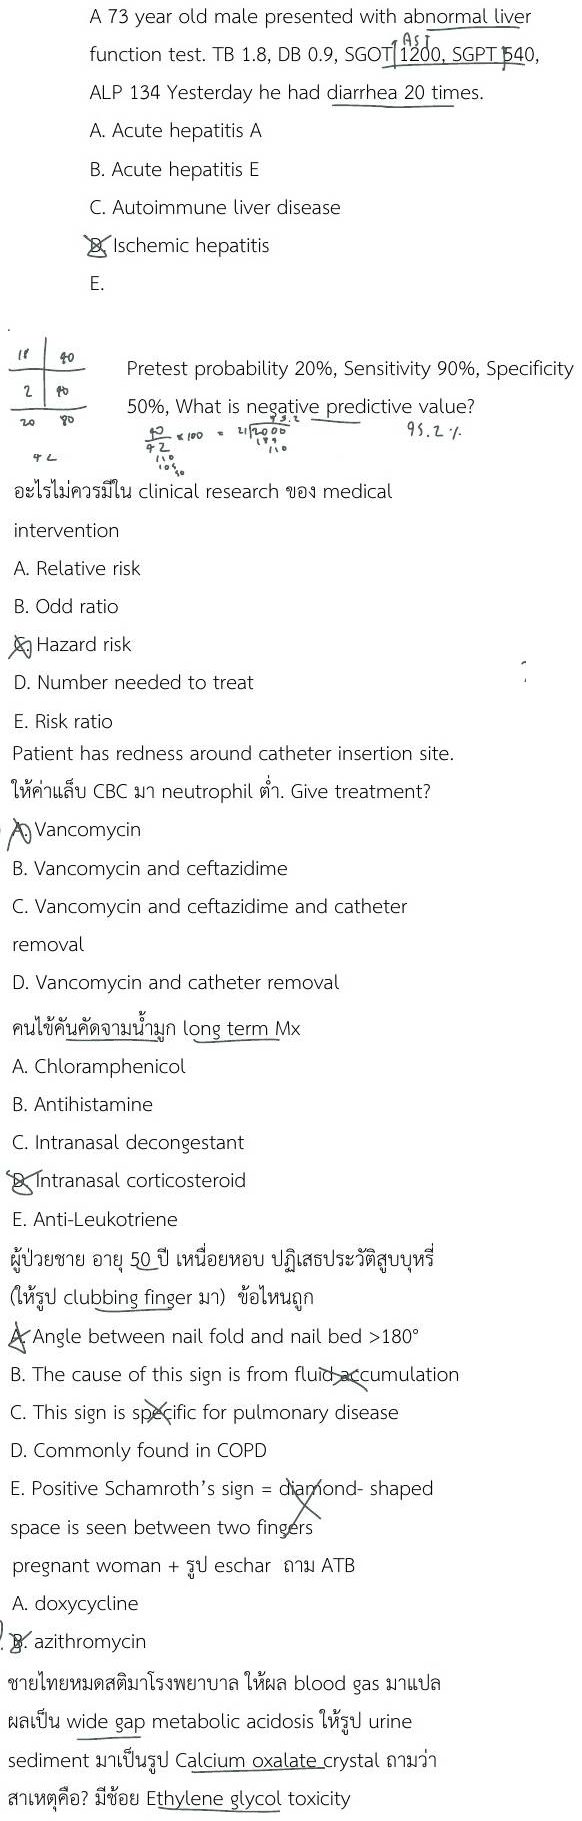 A 73 year old male presented with abnormal liver
AST
function test. TB 1.8, DB 0.9, SGOT 1200, SGPT 540,
ALP 134 Yesterday he had diarrhea 20 times.
A. Acute hepatitis A
B. Acute hepatitis E
C. Autoimmune liver disease
D. Ischemic hepatitis
E.
18 40
Pretest probability 20%, Sensitivity 90%, Specificity
2 40
50%, What is negative predictive value?
20 80
40
42 × 100 = 21 2000
95.2 %
42
อะไรไม่ควรมีใน clinical research ของ medical
intervention
A. Relative risk
B. Odd ratio
C. Hazard risk
D. Number needed to treat
E. Risk ratio
Patient has redness around catheter insertion site.
ให้ค่าแล็บ CBC มา neutrophil ต่ำ. Give treatment?
A. Vancomycin
B. Vancomycin and ceftazidime
C. Vancomycin and ceftazidime and catheter
removal
D. Vancomycin and catheter removal
คนไข้คันคัดจามน้ำมูก long term Mx
A. Chloramphenicol
B. Antihistamine
C. Intranasal decongestant
D. Intranasal corticosteroid
E. Anti-Leukotriene
ผู้ป่วยชาย อายุ 50 ปี เหนื่อยหอบ ปฏิเสธประวัติสูบบุหรี่
(ให้รูป clubbing finger มา) ข้อไหนถูก
A. Angle between nail fold and nail bed >180°
B. The cause of this sign is from fluid accumulation
C. This sign is specific for pulmonary disease
D. Commonly found in COPD
E. Positive Schamroth's sign = diamond- shaped
space is seen between two fingers
pregnant woman + รูป eschar ถาม ATB
A. doxycycline
B. azithromycin
ชายไทยหมดสติมาโรงพยาบาล ให้ผล blood gas มาแปล
ผลเป็น wide gap metabolic acidosis ให้รูป urine
sediment มาเป็นรูป Calcium oxalate crystal ถามว่า
สาเหตุคือ? มีช้อย Ethylene glycol toxicity